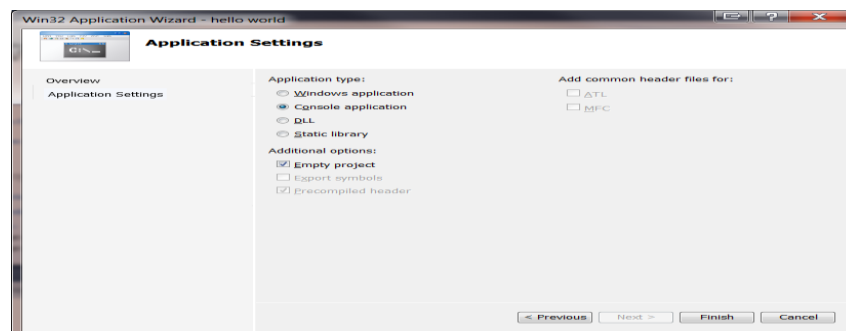 Win32 Application Wizard - hello world
C:\_
Application Settings
Overview
Application Settings
Application type:
Windows application
Console application
DLL
Static library
Additional options:
Empty project
Export symbols
Precompiled header
Add common header files for:
ATL
MFC
< Previous
Next >
Finish
Cancel